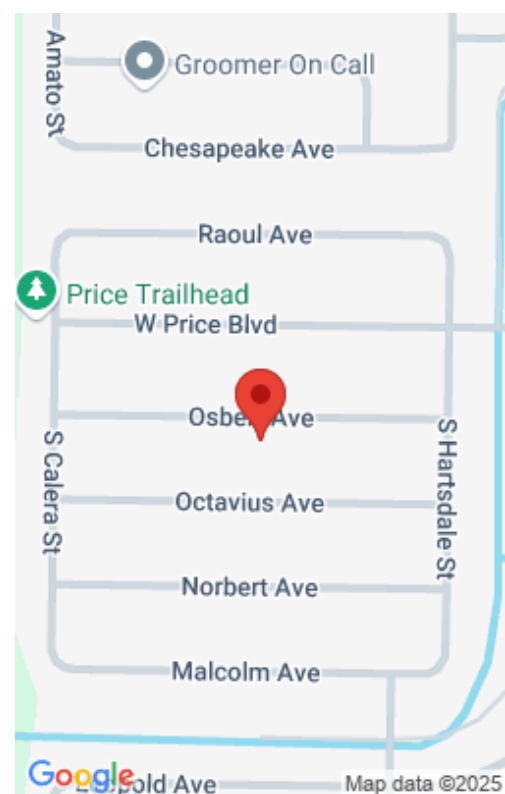 Amato St
Groomer On Call
Chesapeake Ave
Raoul Ave
Price Trailhead
W Price Blvd
Ave
S Calera St
S Hartsdale St
Octavius Ave
Norbert Ave
Malcolm Ave
Google
Ave
Map data ©2025